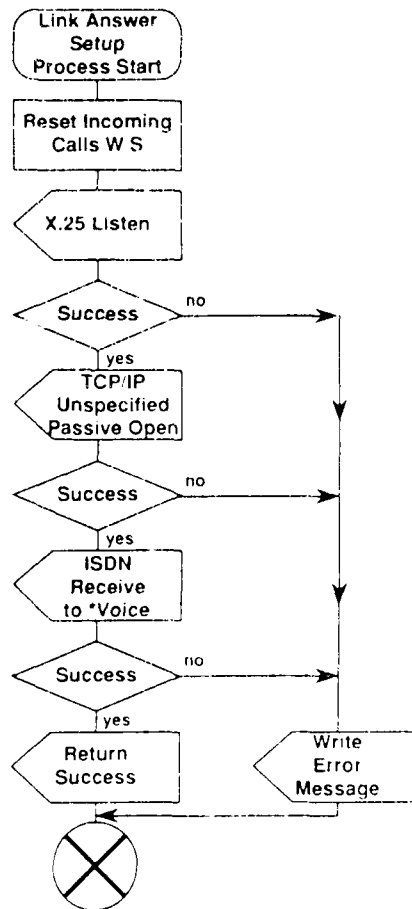 Link Answer
Setup
Process Start
Reset Incoming
Calls W S
X.25 Listen
Success
no
yes
TCP/IP
Unspecified
Passive Open
Success
no
yes
ISDN
Receive
to *Voice
Success
no
yes
Return
Success
Write
Error
Message